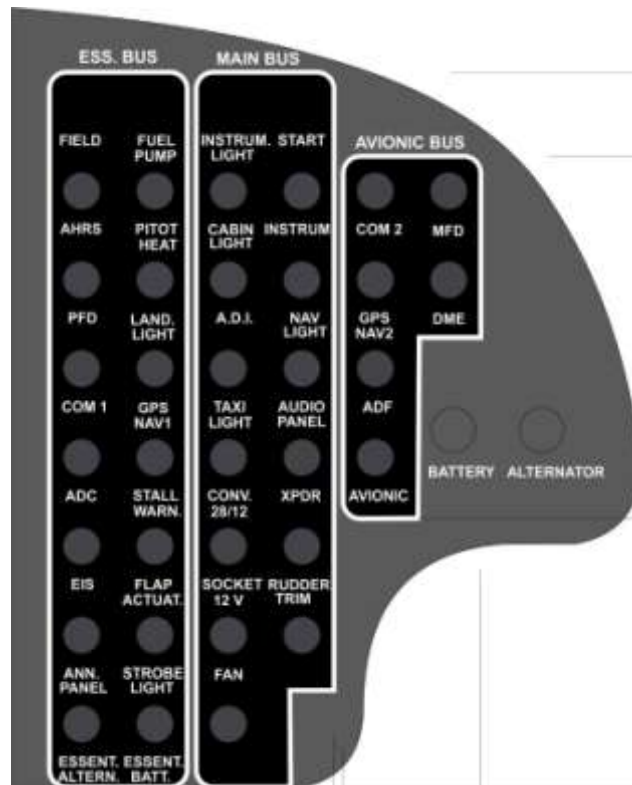 ESS. BUS
MAIN BUS
FIELD
FUEL
PUMP
INSTRUM.
LIGHT
START
AVIONIC BUS
AHRS
PITOT
HEAT
CABIN
LIGHT
INSTRUM
COM 2
MFD
PFD
LAND.
LIGHT
A.D.I.
NAV
LIGHT
GPS
NAV2
DME
COM 1
GPS
NAV1
TAXI
LIGHT
AUDIO
PANEL
ADF
BATTERY
ALTERNATOR
ADC
STALL
WARN.
CONV.
28/12
XPDR
AVIONIC
EIS
FLAP
ACTUAT.
SOCKET
12 V
RUDDER
TRIM
ANN.
PANEL
STROBE
LIGHT
FAN
ESSENT.
ALTERN.
ESSENT.
BATT.